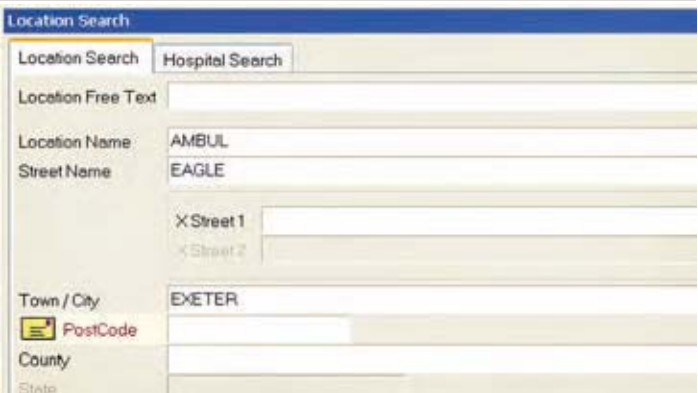 Location Search
Location Search Hospital Search
Location Free Text
Location Name AMBUL
Street Name EAGLE
X Street 1
X Street 2
Town / City EXETER
PostCode
County
State